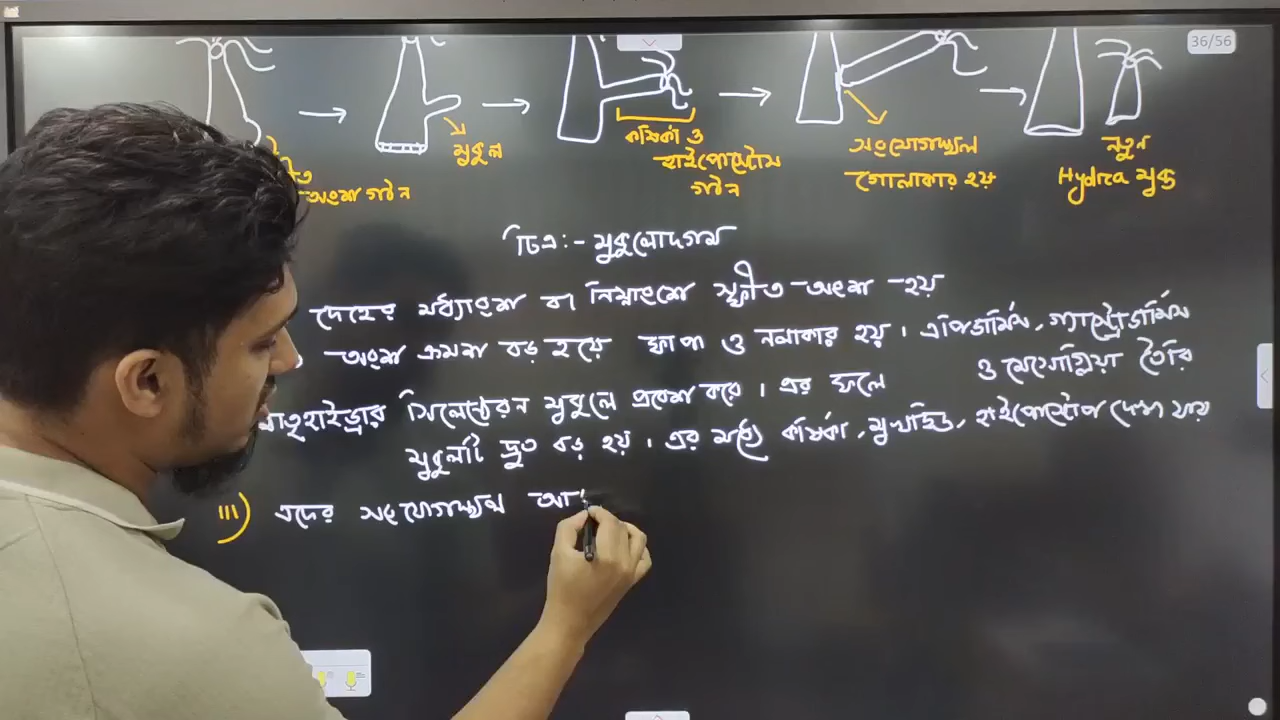 36/56
মুকুল
কর্ষিকা ও
হাইপোস্টোম
গঠন
সংযোগস্থল
গোলাকার হয়
নতুন
Hydra মুক্ত
অংশ গঠন
চিত্র:- মুকুলোদগম
দেহের মধ্যাংশ বা নিম্নাংশে স্ফীত অংশ হয়
অংশ ক্রমশ বড় হয়ে ফাপা ও নলাকার হয়। এপিডার্মিস, গ্যাস্ট্রোডার্মিস
ও মেসোগ্লিয়া তৈরি
মাতৃহাইড্রার সিলেন্টেরন মুকুলে প্রবেশ করে। এর ফলে
মুকুলটি দ্রুত বড় হয়। এর মধ্যে কর্ষিকা, মুখছিদ্র, হাইপোস্টোম দেখা যায়
iii) এদের সংযোগস্থল